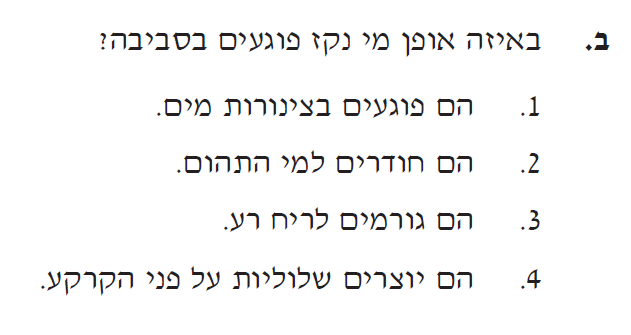 ב. באיזה אופן מי נקז פוגעים בסביבה?
1. הם פוגעים בצינורות מים.
2. הם חודרים למי התהום.
3. הם גורמים לריח רע.
4. הם יוצרים שלוליות על פני הקרקע.